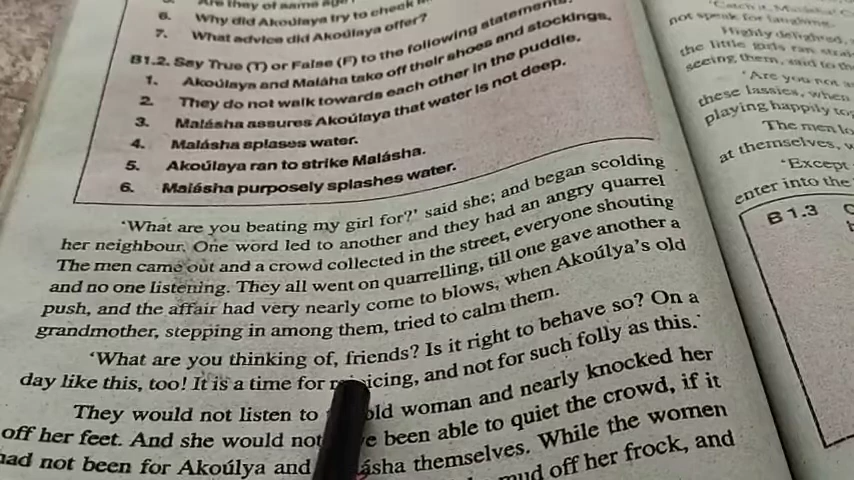 Are they of same age?
6. Why did Akoúlaya try to check
7. What advice did Akoúlaya offer?
B1.2. Say True (T) or False (F) to the following statements.
1. Akoúlaya and Maláha take off their shoes and stockings.
2. They do not walk towards each other in the puddle.
3. Malásha assures Akoúlaya that water is not deep.
4. Malásha splases water.
5. Akoúlaya ran to strike Malásha.
6. Malásha purposely splashes water.
'What are you beating my girl for?' said she; and began scolding
her neighbour. One word led to another and they had an angry quarrel
The men came out and a crowd collected in the street, everyone shouting
and no one listening. They all went on quarrelling, till one gave another a
push, and the affair had very nearly come to blows, when Akoúlya's old
grandmother, stepping in among them, tried to calm them.
'What are you thinking of, friends? Is it right to behave so? On a
day like this, too! It is a time for rejoicing, and not for such folly as this.'
They would not listen to old woman and nearly knocked her
off her feet. And she would not been able to quiet the crowd, if it
had not been for Akoúlya and themselves. While the women
mud off her frock, and
not speak for laughing.
Highly delighted,
the little girls ran
seeing them, said to
'Are you not
these lassies, when
playing happily
The men
at themselves,
'Except
enter into the
B 1.3